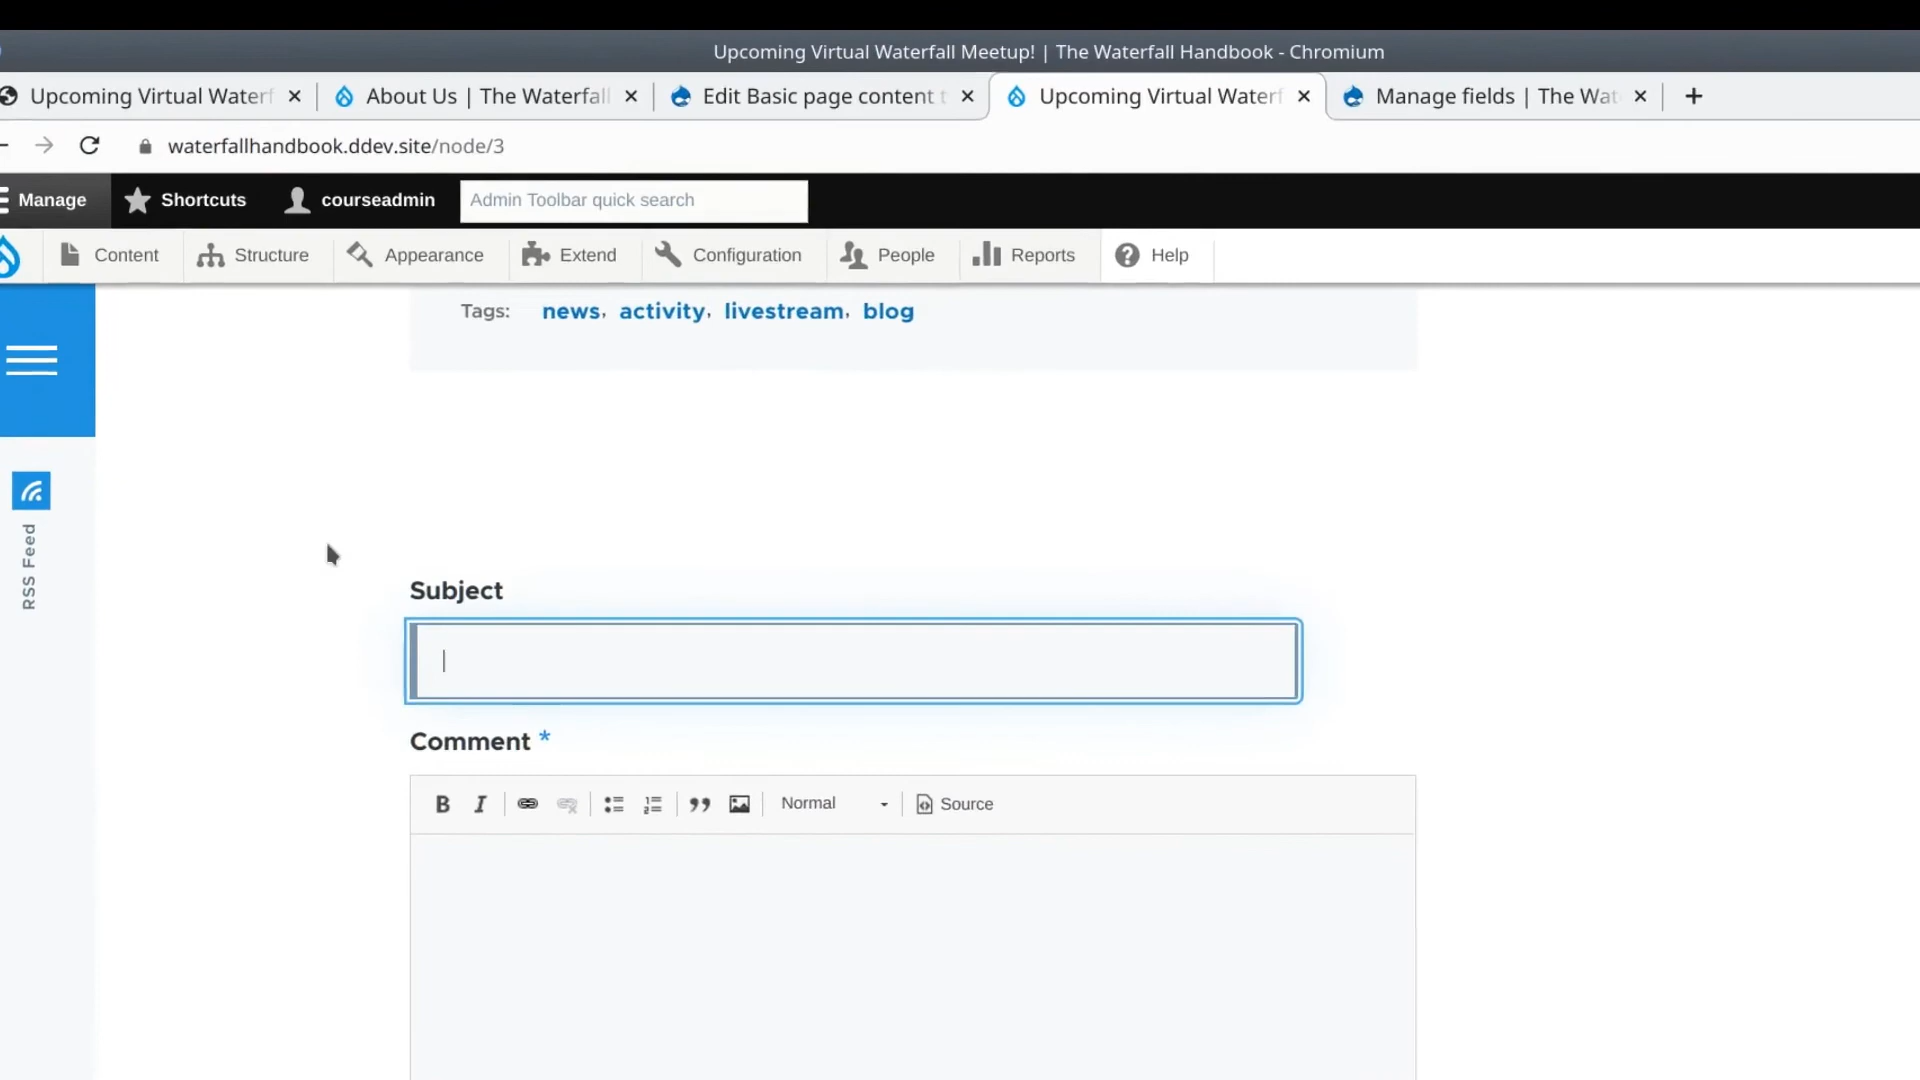 Upcoming Virtual Waterfall Meetup! | The Waterfall Handbook - Chromium
Upcoming Virtual Waterf
About Us | The Waterfall
Edit Basic page content t
Upcoming Virtual Waterf
Manage fields | The Wat
waterfallhandbook.ddev.site/node/3
Manage
Shortcuts
courseadmin
Admin Toolbar quick search
Content
Structure
Appearance
Extend
Configuration
People
Reports
Help
Tags: news, activity, livestream, blog
RSS Feed
Subject
Comment *
B I
Normal
Source